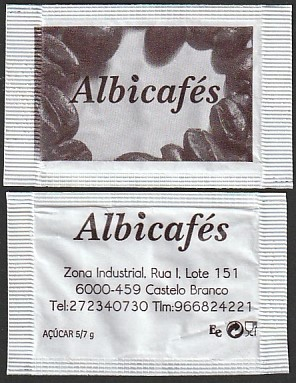 Albicafés
Albicafés
Zona Industrial, Rua I, Lote 151
6000-459 Castelo Branco
Tel:272340730 Tlm:966824221
AÇÚCAR 5/7 g